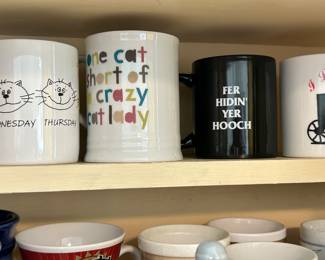 NESDAY THURSDAY
one cat
short of
a crazy
cat lady
FER
HIDIN'
YER
HOOCH
I